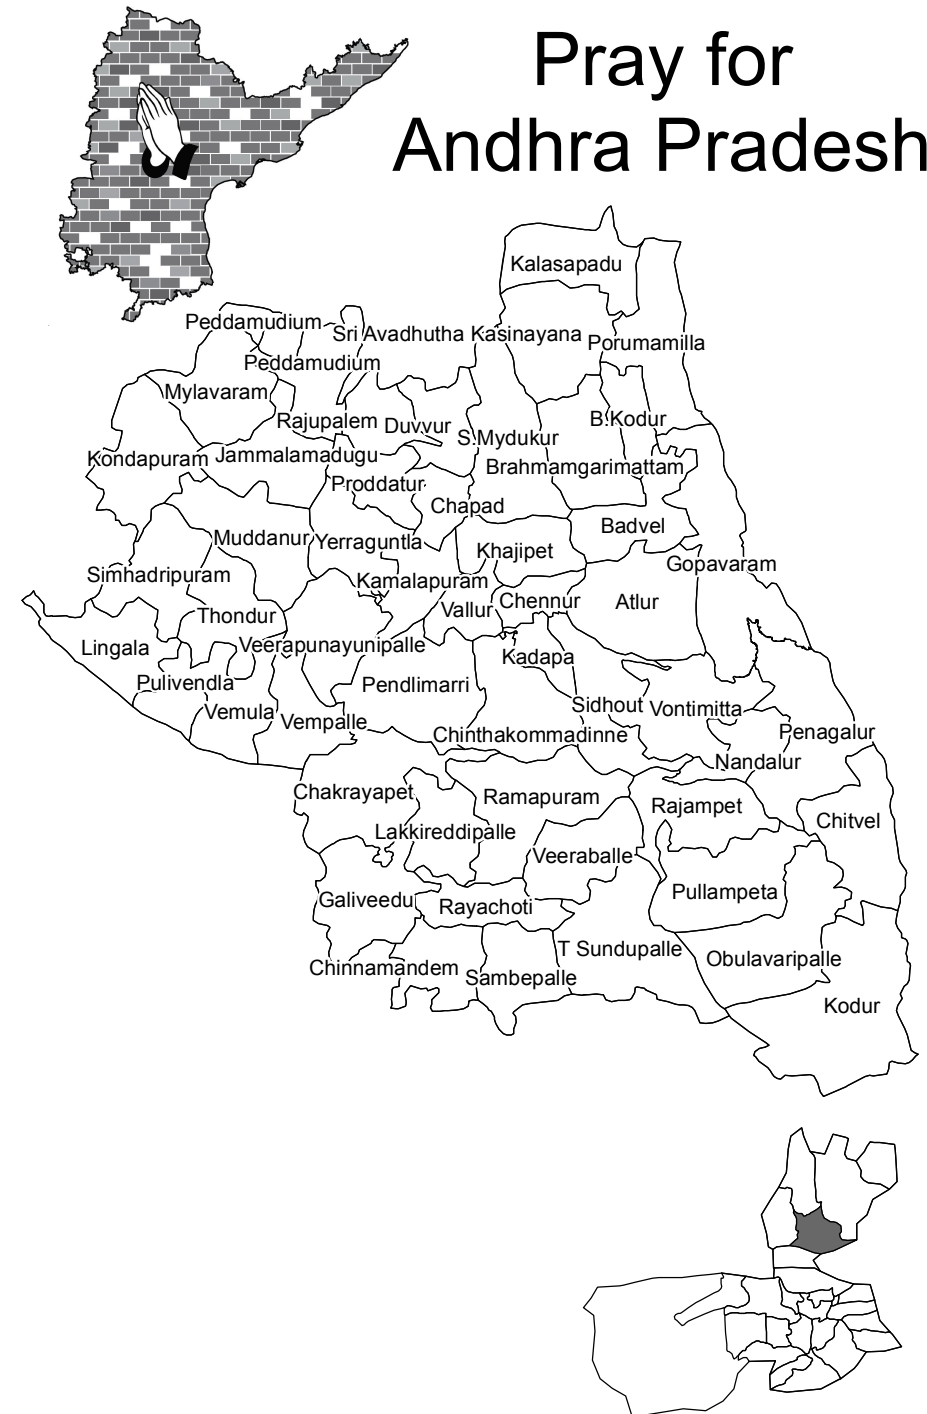 Pray for
Andhra Pradesh
Kalasapadu
Peddamudium
Sri Avadhutha Kasinayana
Porumamilla
Peddamudium
Mylavaram
Rajupalem
Duvvur
B.Kodur
S.Mydukur
Kondapuram
Jammalamadugu
Brahmamgarimattam
Proddatur
Chapad
Badvel
Muddanur
Yerraguntla
Khajipet
Gopavaram
Simhadripuram
Kamalapuram
Vallur
Chennur
Atlur
Thondur
Lingala
Veerapunayunipalle
Kadapa
Pulivendla
Pendlimarri
Vemula
Vempalle
Sidhout
Vontimitta
Chinthakommadinne
Penagalur
Nandalur
Chakrayapet
Ramapuram
Rajampet
Chitvel
Lakkireddipalle
Veeraballe
Galiveedu
Rayachoti
Pullampeta
T Sundupalle
Obulavaripalle
Chinnamandem
Sambepalle
Kodur